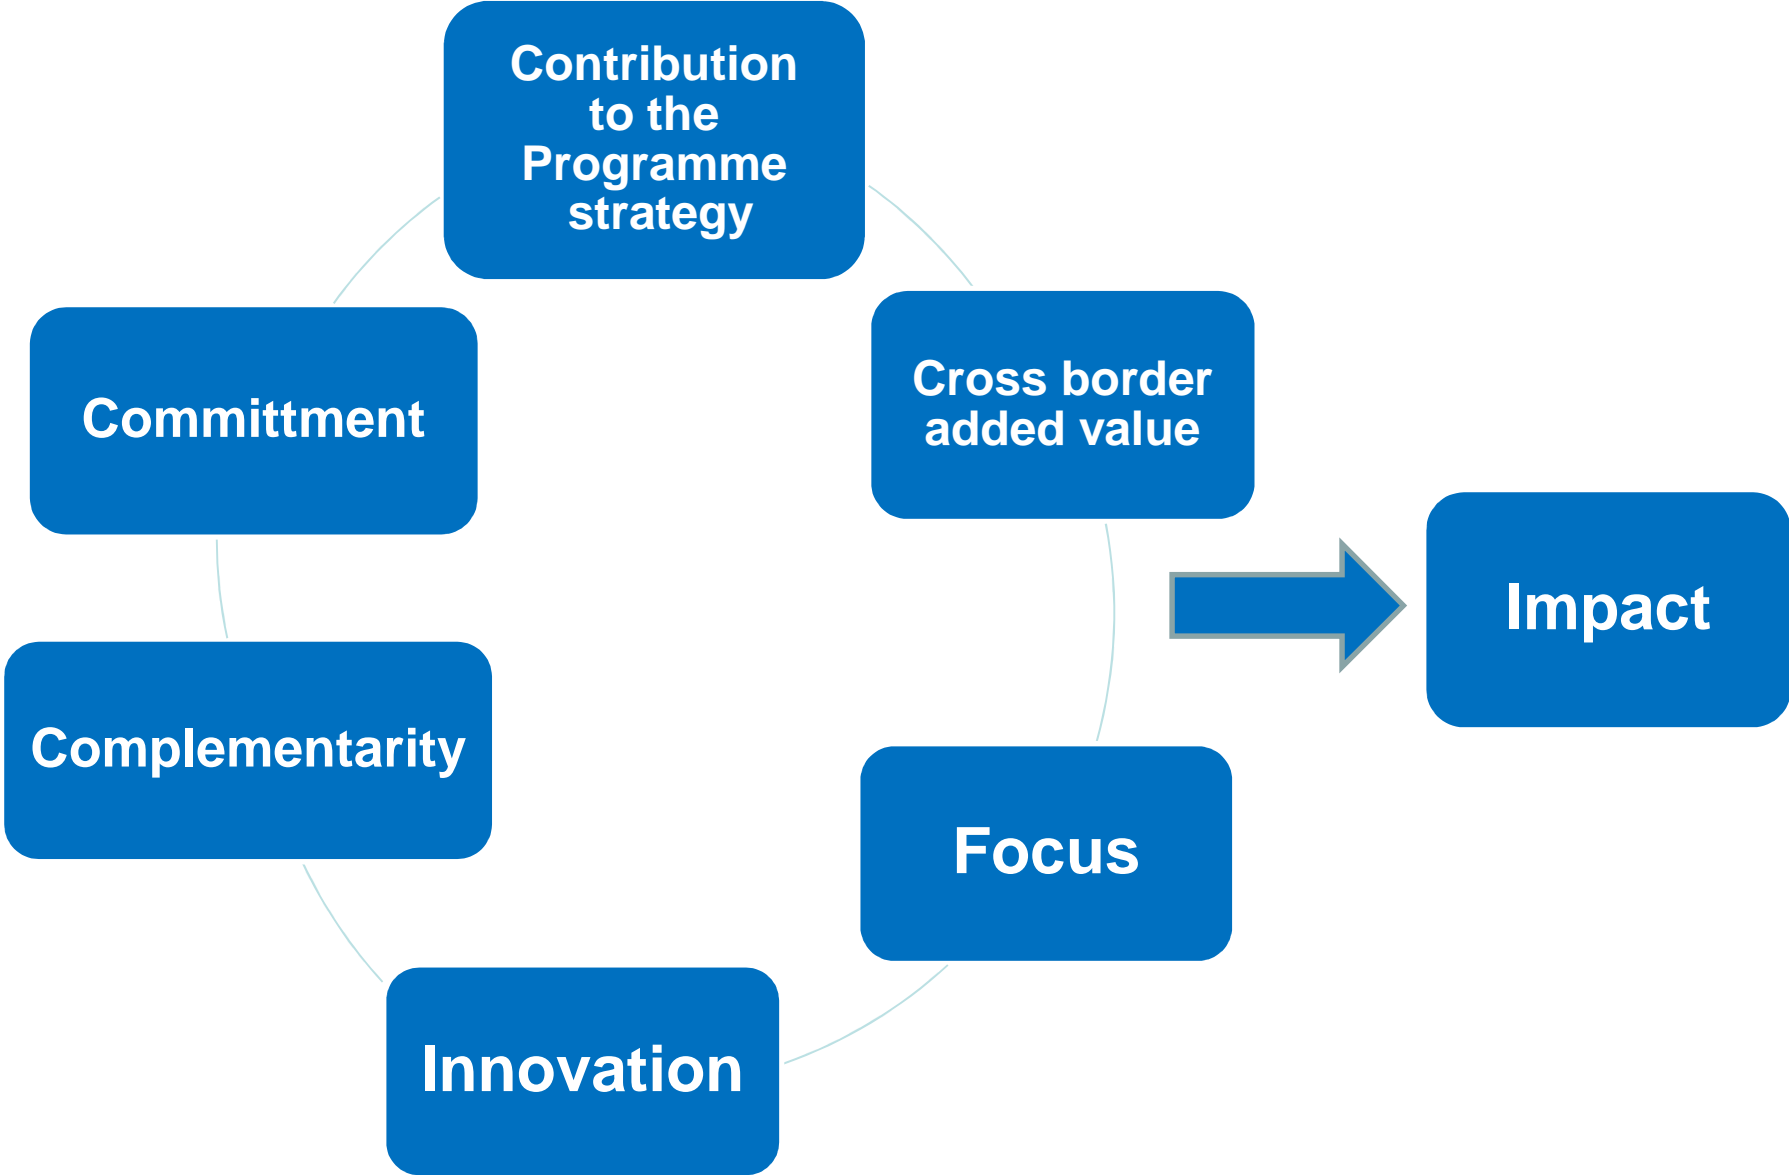 Contribution
to the
Programme
strategy
Cross border
added value
Committment
Impact
Complementarity
Focus
Innovation